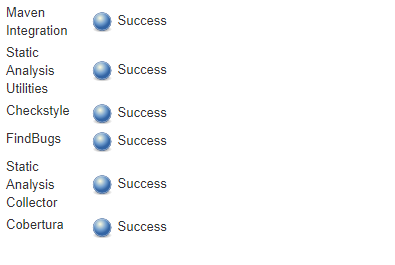 Maven
Integration
Success
Static
Analysis
Utilities
Success
Checkstyle
Success
FindBugs
Success
Static
Analysis
Collector
Success
Cobertura
Success